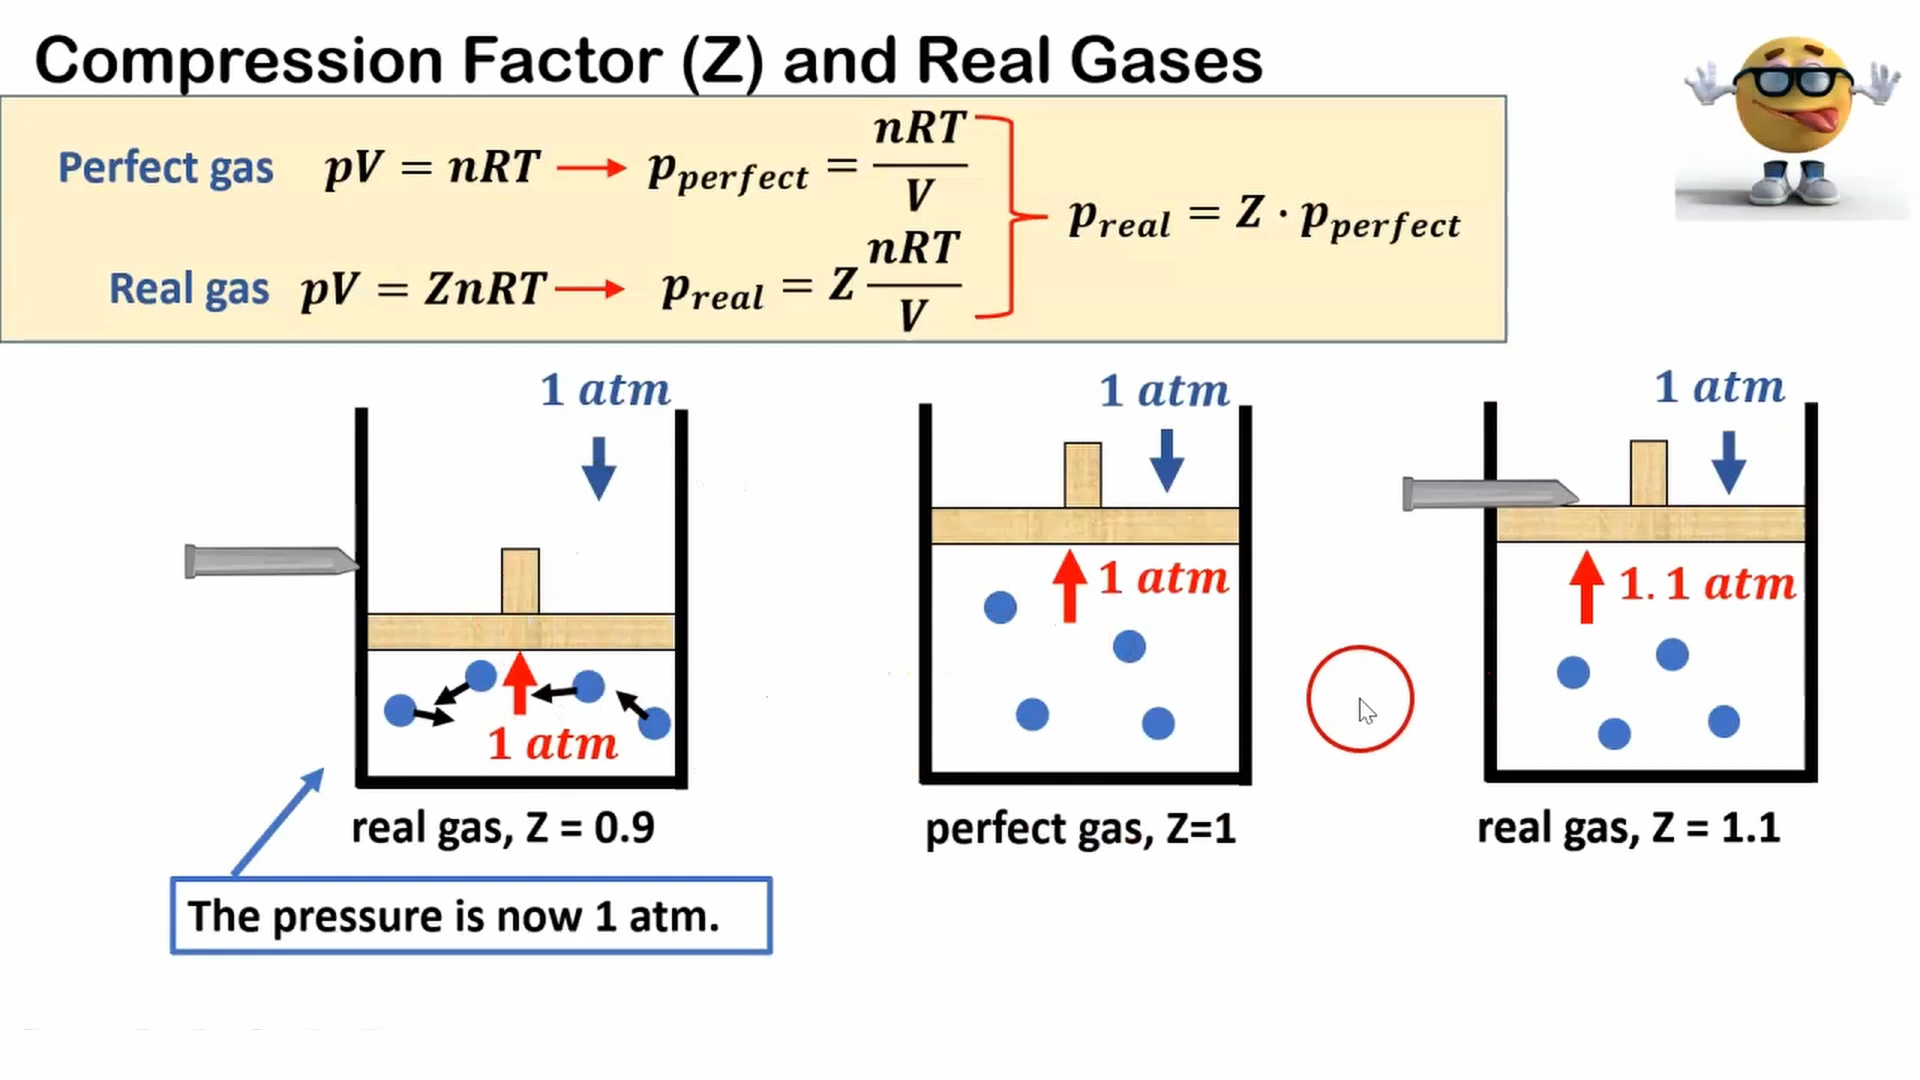 Compression Factor (Z) and Real Gases
Perfect gas pV = nRT → p_perfect = nRT/V
Real gas pV = ZnRT → p_real = Z nRT/V
p_real = Z · p_perfect
1 atm
1 atm
real gas, Z = 0.9
The pressure is now 1 atm.
1 atm
1 atm
perfect gas, Z=1
1 atm
1.1 atm
real gas, Z = 1.1